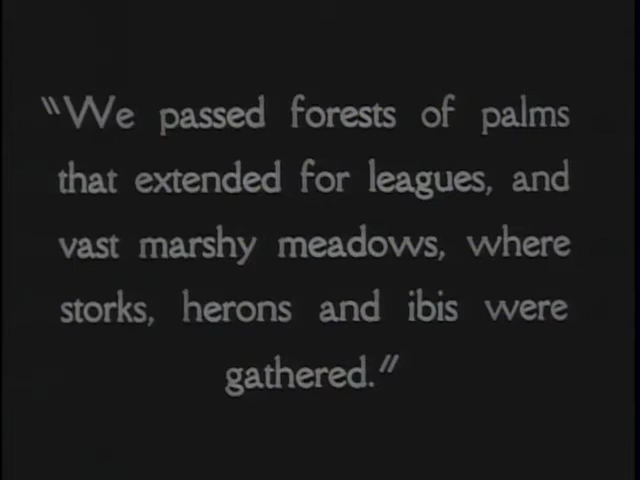 "We passed forests of palms
that extended for leagues, and
vast marshy meadows, where
storks, herons and ibis were
gathered."